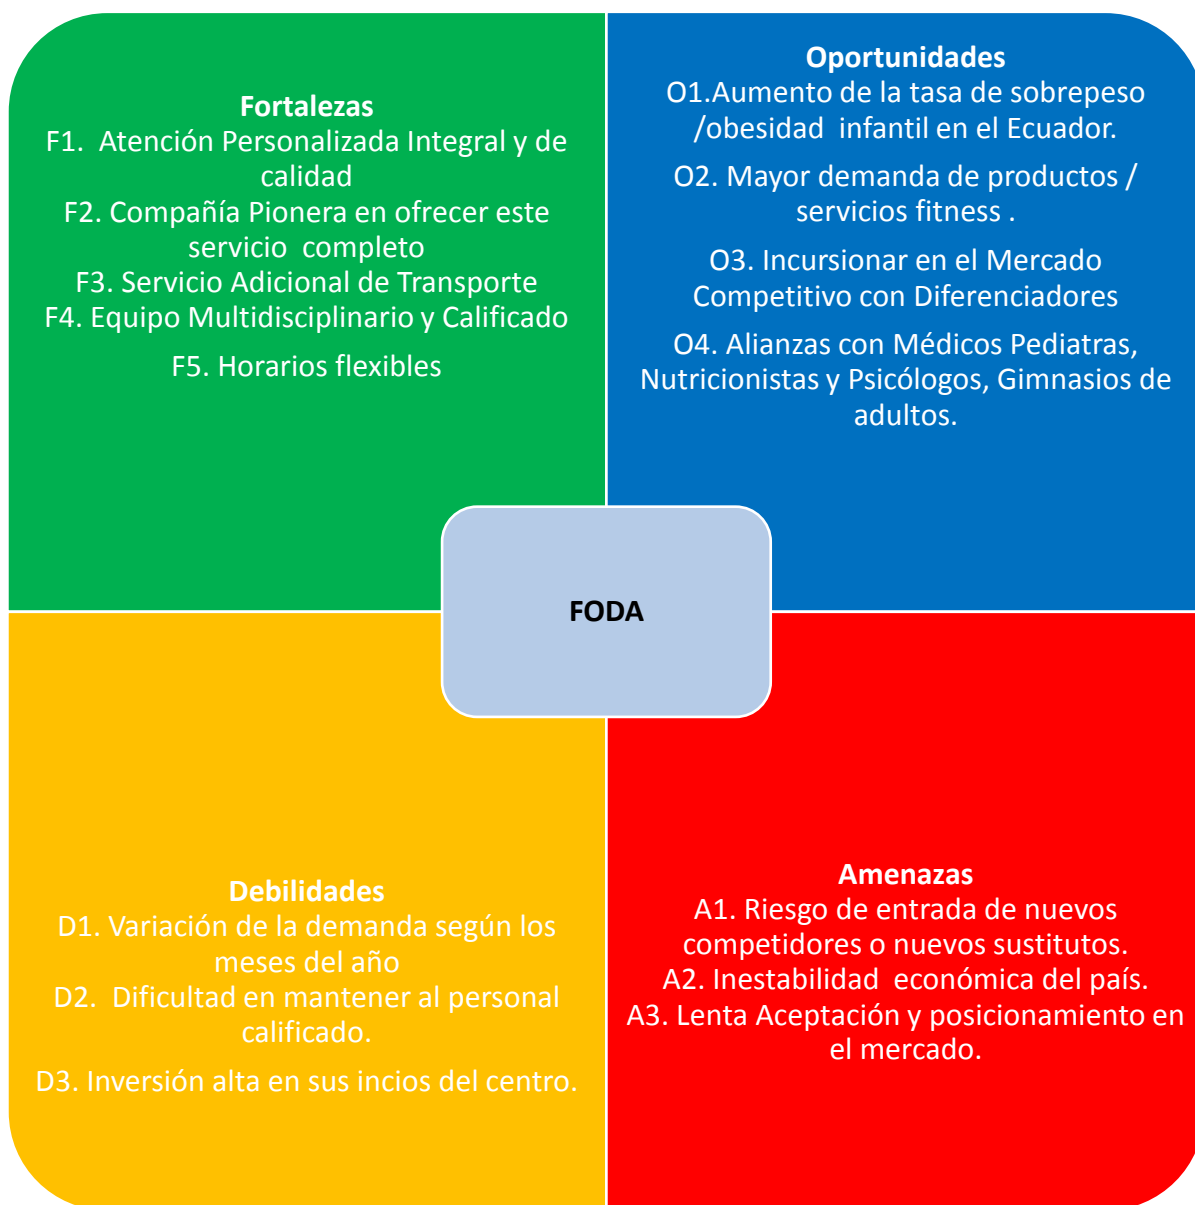 Fortalezas
F1. Atención Personalizada Integral y de
calidad
F2. Compañía Pionera en ofrecer este
servicio completo
F3. Servicio Adicional de Transporte
F4. Equipo Multidisciplinario y Calificado
F5. Horarios flexibles
Oportunidades
O1.Aumento de la tasa de sobrepeso
/obesidad infantil en el Ecuador.
O2. Mayor demanda de productos /
servicios fitness .
O3. Incursionar en el Mercado
Competitivo con Diferenciadores
O4. Alianzas con Médicos Pediatras,
Nutricionistas y Psicólogos, Gimnasios de
adultos.
FODA
Debilidades
D1. Variación de la demanda según los
meses del año
D2. Dificultad en mantener al personal
calificado.
D3. Inversión alta en sus incios del centro.
Amenazas
A1. Riesgo de entrada de nuevos
competidores o nuevos sustitutos.
A2. Inestabilidad económica del país.
A3. Lenta Aceptación y posicionamiento en
el mercado.